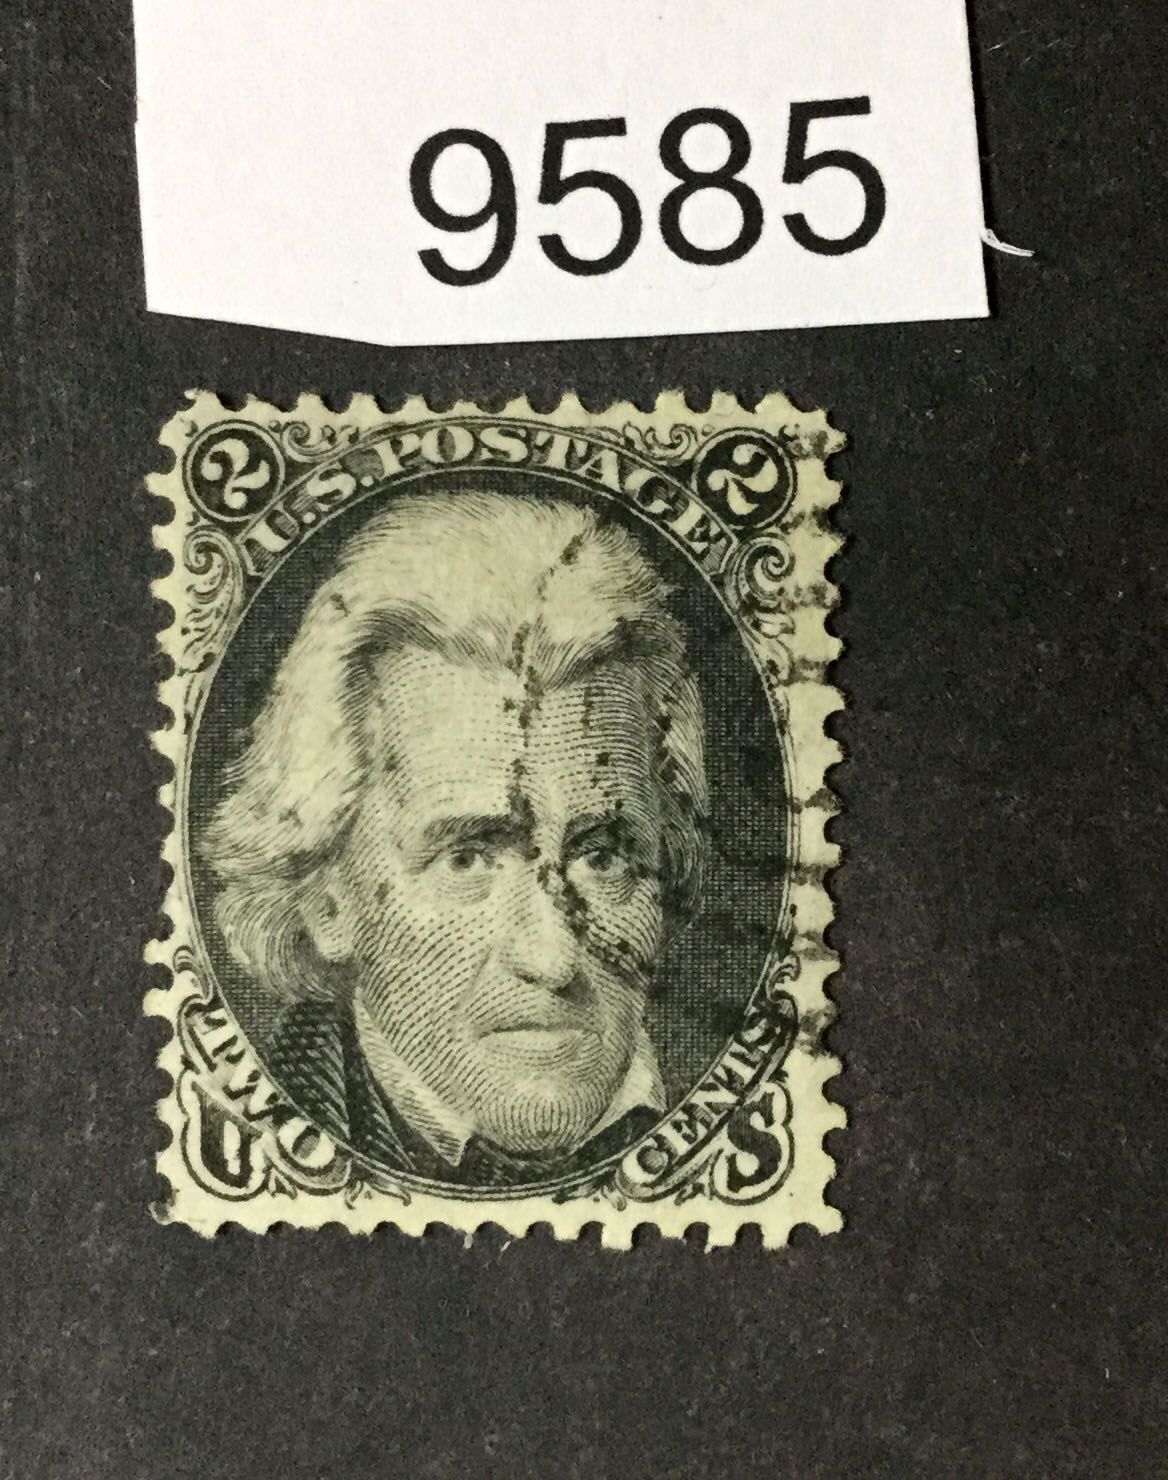 9585
2 U.S. POSTAGE 2
TWO CENTS
U S